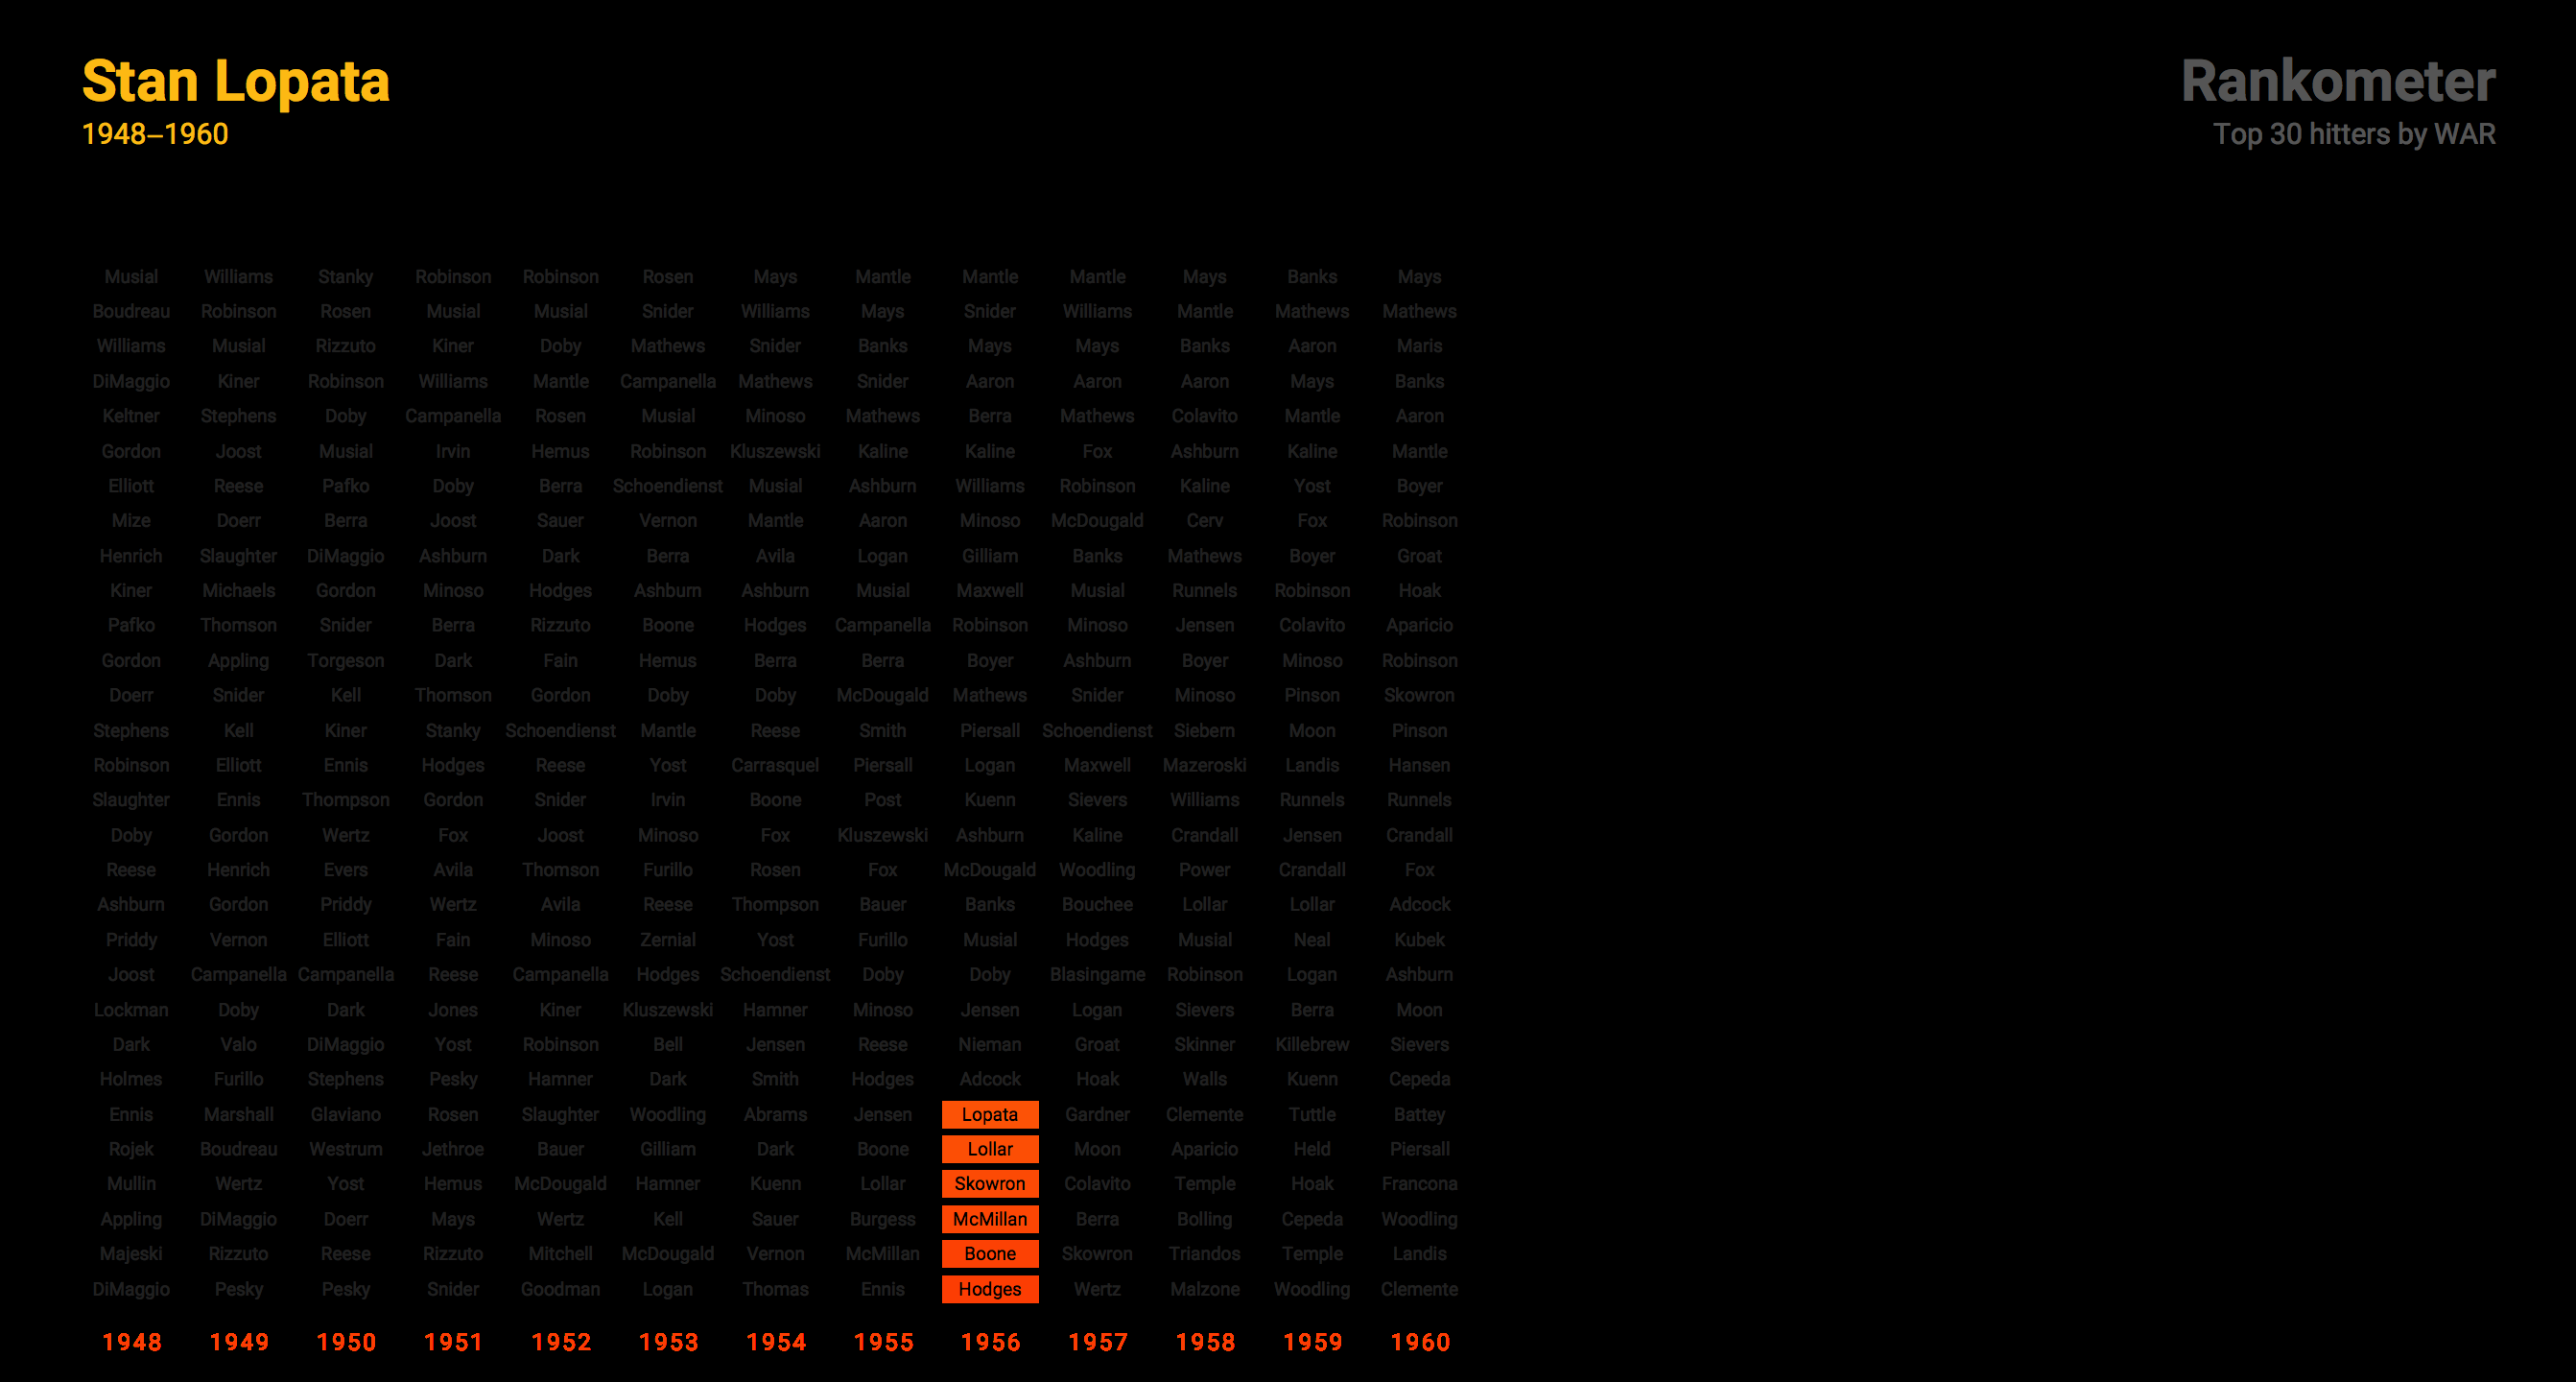 Stan Lopata
1948–1960
Rankometer
Top 30 hitters by WAR
Musial Williams Stanky Robinson Robinson Rosen Mays Mantle Mantle Mantle Mays Banks Mays
Boudreau Robinson Rosen Musial Musial Snider Williams Mays Snider Williams Mantle Mathews Mathews
Williams Musial Rizzuto Kiner Doby Mathews Snider Banks Mays Mays Banks Aaron Maris
DiMaggio Kiner Robinson Williams Mantle Campanella Mathews Snider Aaron Aaron Aaron Mays Banks
Keltner Stephens Doby Campanella Rosen Musial Minoso Mathews Berra Mathews Colavito Mantle Aaron
Gordon Joost Musial Irvin Hemus Robinson Kluszewski Kaline Kaline Fox Ashburn Kaline Mantle
Elliott Reese Pafko Doby Berra Schoendienst Musial Ashburn Williams Robinson Kaline Yost Boyer
Mize Doerr Berra Joost Sauer Vernon Mantle Aaron Minoso McDougald Cerv Fox Robinson
Henrich Slaughter DiMaggio Ashburn Dark Berra Avila Logan Gilliam Banks Mathews Boyer Groat
Kiner Michaels Gordon Minoso Hodges Ashburn Ashburn Musial Maxwell Musial Runnels Robinson Hoak
Pafko Thomson Snider Berra Rizzuto Boone Hodges Campanella Robinson Minoso Jensen Colavito Aparicio
Gordon Appling Torgeson Dark Fain Hemus Berra Berra Boyer Ashburn Boyer Minoso Robinson
Doerr Snider Kell Thomson Gordon Doby Doby McDougald Mathews Snider Minoso Pinson Skowron
Stephens Kell Kiner Stanky Schoendienst Mantle Reese Smith Piersall Schoendienst Siebern Moon Pinson
Robinson Elliott Ennis Hodges Reese Yost Carrasquel Piersall Logan Maxwell Mazeroski Landis Hansen
Slaughter Ennis Thompson Gordon Snider Irvin Boone Post Kuenn Sievers Williams Runnels Runnels
Doby Gordon Wertz Fox Joost Minoso Fox Kluszewski Ashburn Kaline Crandall Jensen Crandall
Reese Henrich Evers Avila Thomson Furillo Rosen Fox McDougald Woodling Power Crandall Fox
Ashburn Gordon Priddy Wertz Avila Reese Thompson Bauer Banks Bouchee Lollar Lollar Adcock
Priddy Vernon Elliott Fain Minoso Zernial Yost Furillo Musial Hodges Musial Neal Kubek
Joost Campanella Campanella Reese Campanella Hodges Schoendienst Doby Doby Blasingame Robinson Logan Ashburn
Lockman Doby Dark Jones Kiner Kluszewski Hamner Minoso Jensen Logan Sievers Berra Moon
Dark Valo DiMaggio Yost Robinson Bell Jensen Reese Nieman Groat Skinner Killebrew Sievers
Holmes Furillo Stephens Pesky Hamner Dark Smith Hodges Adcock Hoak Walls Kuenn Cepeda
Ennis Marshall Glaviano Rosen Slaughter Woodling Abrams Jensen Lopata Gardner Clemente Tuttle Battey
Rojek Boudreau Westrum Jethroe Bauer Gilliam Dark Boone Lollar Moon Aparicio Held Piersall
Mullin Wertz Yost Hemus McDougald Hamner Kuenn Lollar Skowron Colavito Temple Hoak Francona
Appling DiMaggio Doerr Mays Wertz Kell Sauer Burgess McMillan Berra Bolling Cepeda Woodling
Majeski Rizzuto Reese Rizzuto Mitchell McDougald Vernon McMillan Boone Skowron Triandos Temple Landis
DiMaggio Pesky Pesky Snider Goodman Logan Thomas Ennis Hodges Wertz Malzone Woodling Clemente
1948 1949 1950 1951 1952 1953 1954 1955 1956 1957 1958 1959 1960